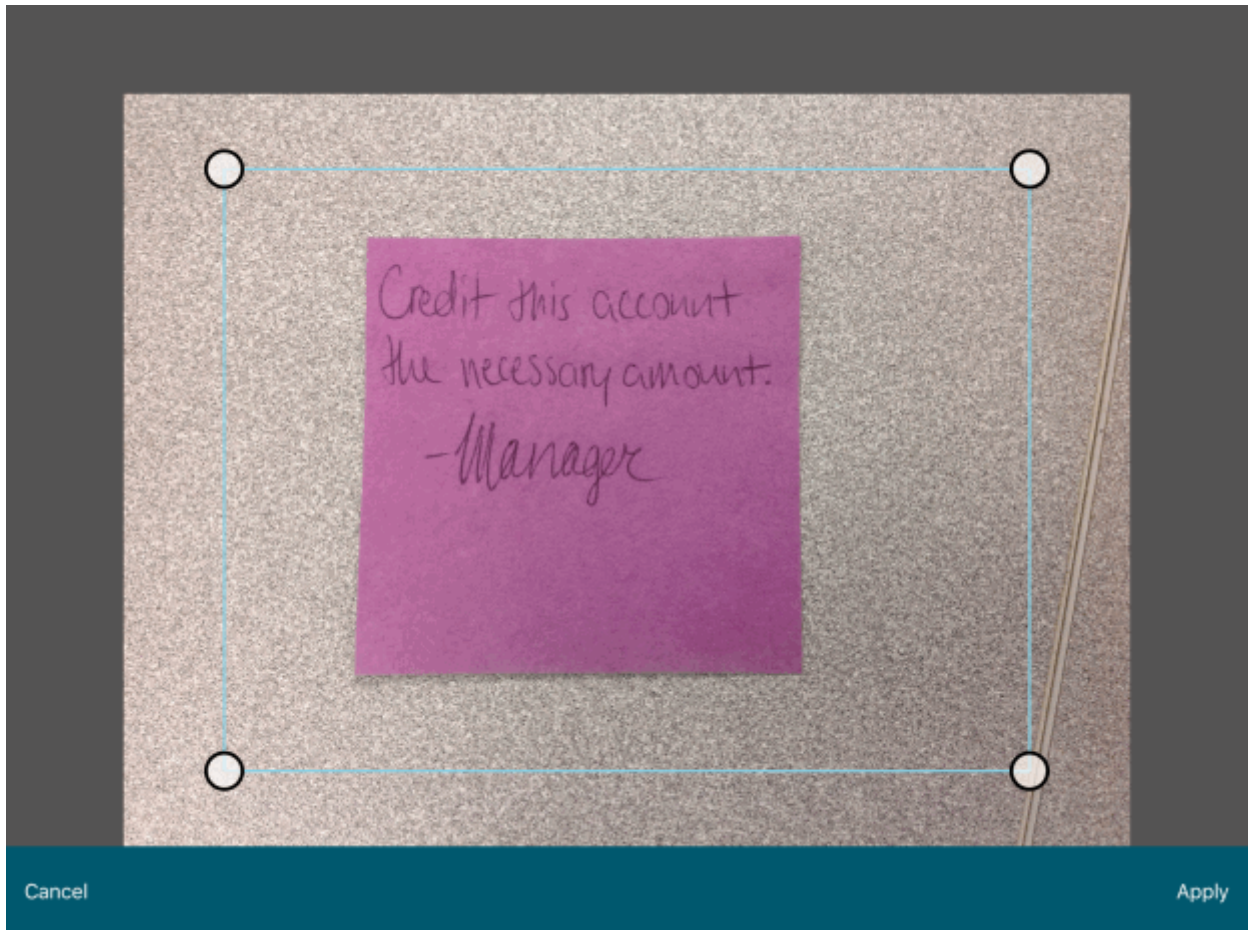 Credit this account
the necessary amount.
-Manager
Cancel
Apply